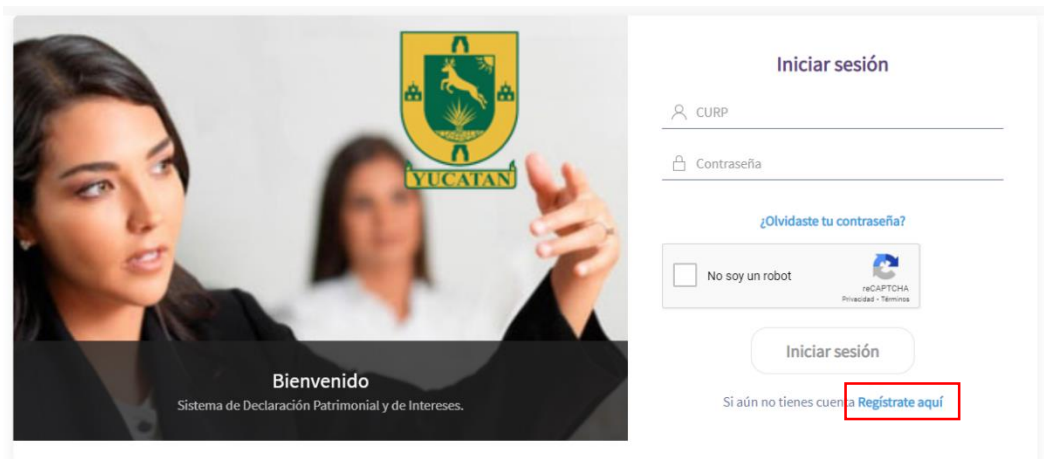 YUCATAN
Bienvenido
Sistema de Declaración Patrimonial y de Intereses.
Iniciar sesión
CURP
Contraseña
¿Olvidaste tu contraseña?
No soy un robot
reCAPTCHA
Privacidad - Términos
Iniciar sesión
Si aún no tienes cuenta Regístrate aquí